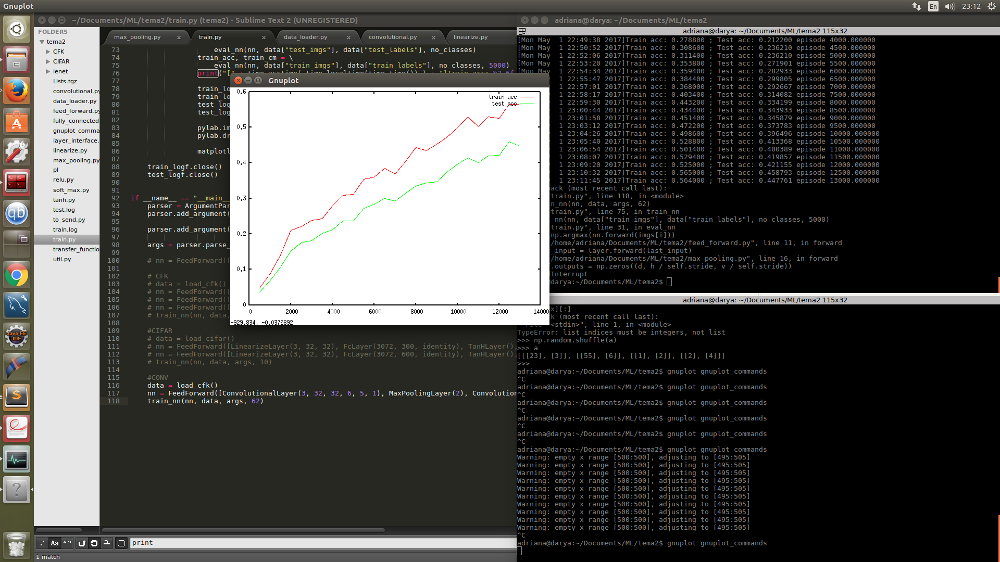 Gnuplot
En
23:12
~/Documents/ML/tema2/train.py (tema2) - Sublime Text 2 (UNREGISTERED)
FOLDERS
tema2
CFK
CIFAR
lenet
Lists.tgz
convolutional.py
data_loader.py
feed_forward.py
fully_connected
gnuplot_comma
layer_interface.
linearize.py
max_pooling.py
pl
relu.py
soft_max.py
tanh.py
test.log
to_send.py
train.log
train.py
transfer_functio
util.py
max_pooling.py × train.py × data_loader.py × convolutional.py × linearize.py
73 eval_nn(nn, data["test_imgs"], data["test_labels"], no_classes)
74 train_acc, train_cm = \
75 eval_nn(nn, data["train_imgs"], data["train_labels"], no_classes, 5000)
76 print("["
77
78 train_lo
79 train_lo
80 test_log
81 test_log
82
83 pylab.im
84 pylab.dr
85
86 matplotl
87
88 train_logf.close()
89 test_logf.close()
90
91
92 if __name__ == "__main__
93 parser = ArgumentPar
94 parser.add_argument(
95
96 parser.add_argument(
97
98 args = parser.parse_
99
100 # nn = FeedForward([
101
102 # CFK
103 # data = load_cfk()
104 # nn = FeedForward([
105 # nn = FeedForward([
106 # nn = FeedForward([
107 # train_nn(nn, data,
108
109 #CIFAR
110 # data = load_cifar()
111 # nn = FeedForward([LinearizeLayer(3, 32, 32), FcLayer(3072, 300, identity), TanHLayer(),
112 # nn = FeedForward([LinearizeLayer(3, 32, 32), FcLayer(3072, 600, identity), TanHLayer(),
113 # train_nn(nn, data, args, 10)
114
115 #CONV
116 data = load_cfk()
117 nn = FeedForward([ConvolutionalLayer(3, 32, 32, 6, 5, 1), MaxPoolingLayer(2), Convolution
118 train_nn(nn, data, args, 62)
.* Aa “” print
1 match
Gnuplot
train acc
test acc
0.6
0.5
0.4
0.3
0.2
0.1
0
0 2000 4000 6000 8000 10000 12000 14000
-929.834, -0.0375892
adriana@darya: ~/Documents/ML/tema2
adriana@darya: ~/Documents/ML/tema2 115x32
[Mon May  1 22:49:38 2017]Train acc: 0.278800 ; Test acc: 0.212200 episode 4000.000000
[Mon May  1 22:50:52 2017]Train acc: 0.308600 ; Test acc: 0.236210 episode 4500.000000
[Mon May  1 22:52:06 2017]Train acc: 0.311400 ; Test acc: 0.236210 episode 5000.000000
[Mon May  1 22:53:20 2017]Train acc: 0.353800 ; Test acc: 0.271901 episode 5500.000000
[Mon May  1 22:54:34 2017]Train acc: 0.359400 ; Test acc: 0.282933 episode 6000.000000
1 22:55:47 2017]Train acc: 0.384400 ; Test acc: 0.299805 episode 6500.000000
1 22:57:01 2017]Train acc: 0.368000 ; Test acc: 0.292667 episode 7000.000000
1 22:58:17 2017]Train acc: 0.403400 ; Test acc: 0.314082 episode 7500.000000
1 22:59:30 2017]Train acc: 0.443200 ; Test acc: 0.334199 episode 8000.000000
1 23:00:44 2017]Train acc: 0.434400 ; Test acc: 0.343933 episode 8500.000000
1 23:01:58 2017]Train acc: 0.451400 ; Test acc: 0.345879 episode 9000.000000
1 23:03:12 2017]Train acc: 0.472200 ; Test acc: 0.373783 episode 9500.000000
1 23:04:26 2017]Train acc: 0.498600 ; Test acc: 0.396496 episode 10000.000000
1 23:05:40 2017]Train acc: 0.528800 ; Test acc: 0.413368 episode 10500.000000
1 23:06:54 2017]Train acc: 0.501400 ; Test acc: 0.400389 episode 11000.000000
1 23:08:07 2017]Train acc: 0.529400 ; Test acc: 0.419857 episode 11500.000000
1 23:09:20 2017]Train acc: 0.525000 ; Test acc: 0.421155 episode 12000.000000
1 23:10:32 2017]Train acc: 0.565000 ; Test acc: 0.458793 episode 12500.000000
1 23:11:45 2017]Train acc: 0.564000 ; Test acc: 0.447761 episode 13000.000000
ack (most recent call last):
train.py", line 118, in <module>
n_nn(nn, data, args, 62)
train.py", line 75, in train_nn
_nn(nn, data["train_imgs"], data["train_labels"], no_classes, 5000)
train.py", line 31, in eval_nn
np.argmax(nn.forward(imgs[i]))
/home/adriana/Documents/ML/tema2/feed_forward.py", line 11, in forward
_input = layer.forward(last_input)
/home/adriana/Documents/ML/tema2/max_pooling.py", line 16, in forward
.outputs = np.zeros((d, h / self.stride, v / self.stride))
Interrupt
darya:~/Documents/ML/tema2$
adriana@darya: ~/Documents/ML/tema2 115x32
x][:]
k (most recent call last):
<stdin>", line 1, in <module>
TypeError: list indices must be integers, not list
>>> np.random.shuffle(a)
>>> a
[[[23], [3]], [[55], [6]], [[1], [2]], [[2], [4]]]
>>>
adriana@darya:~/Documents/ML/tema2$ gnuplot gnuplot_commands
^C
adriana@darya:~/Documents/ML/tema2$ gnuplot gnuplot_commands
^C
adriana@darya:~/Documents/ML/tema2$ gnuplot gnuplot_commands
^C
adriana@darya:~/Documents/ML/tema2$ gnuplot gnuplot_commands
^C
adriana@darya:~/Documents/ML/tema2$ gnuplot gnuplot_commands
^C
adriana@darya:~/Documents/ML/tema2$ gnuplot gnuplot_commands
Warning: empty x range [500:500], adjusting to [495:505]
Warning: empty x range [500:500], adjusting to [495:505]
Warning: empty x range [500:500], adjusting to [495:505]
Warning: empty x range [500:500], adjusting to [495:505]
Warning: empty x range [500:500], adjusting to [495:505]
Warning: empty x range [500:500], adjusting to [495:505]
Warning: empty x range [500:500], adjusting to [495:505]
Warning: empty x range [500:500], adjusting to [495:505]
Warning: empty x range [500:500], adjusting to [495:505]
Warning: empty x range [500:500], adjusting to [495:505]
^C
adriana@darya:~/Documents/ML/tema2$ gnuplot gnuplot_commands